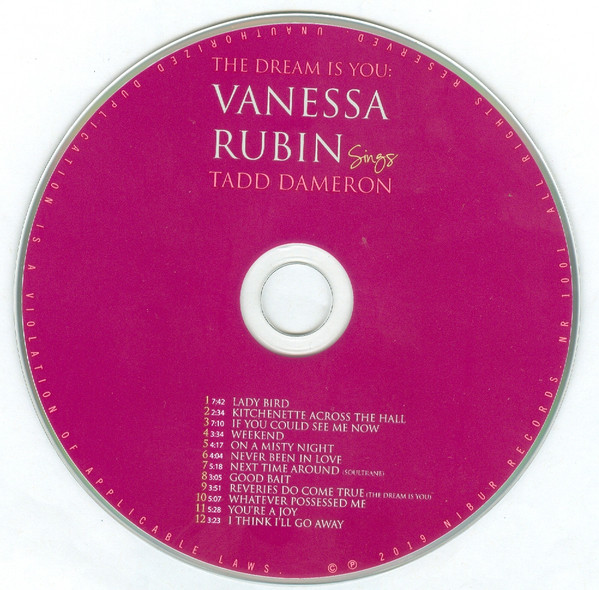 THE DREAM IS YOU:
VANESSA
RUBIN Sings
TADD DAMERON
1 7:42 LADY BIRD
2 2:34 KITCHENETTE ACROSS THE HALL
3 7:10 IF YOU COULD SEE ME NOW
4 3:34 WEEKEND
5 4:17 ON A MISTY NIGHT
6 4:04 NEVER BEEN IN LOVE
7 5:18 NEXT TIME AROUND (SOULTRANE)
8 3:05 GOOD BAIT
9 3:51 REVERIES DO COME TRUE (THE DREAM IS YOU)
10 5:07 WHATEVER POSSESSED ME
11 5:28 YOU'RE A JOY
12 3:23 I THINK I'LL GO AWAY
© ℗ 2019 NIBUR RECORDS NR 1001 ALL RIGHTS RESERVED UNAUTHORIZED DUPLICATION IS A VIOLATION OF APPLICABLE LAWS.